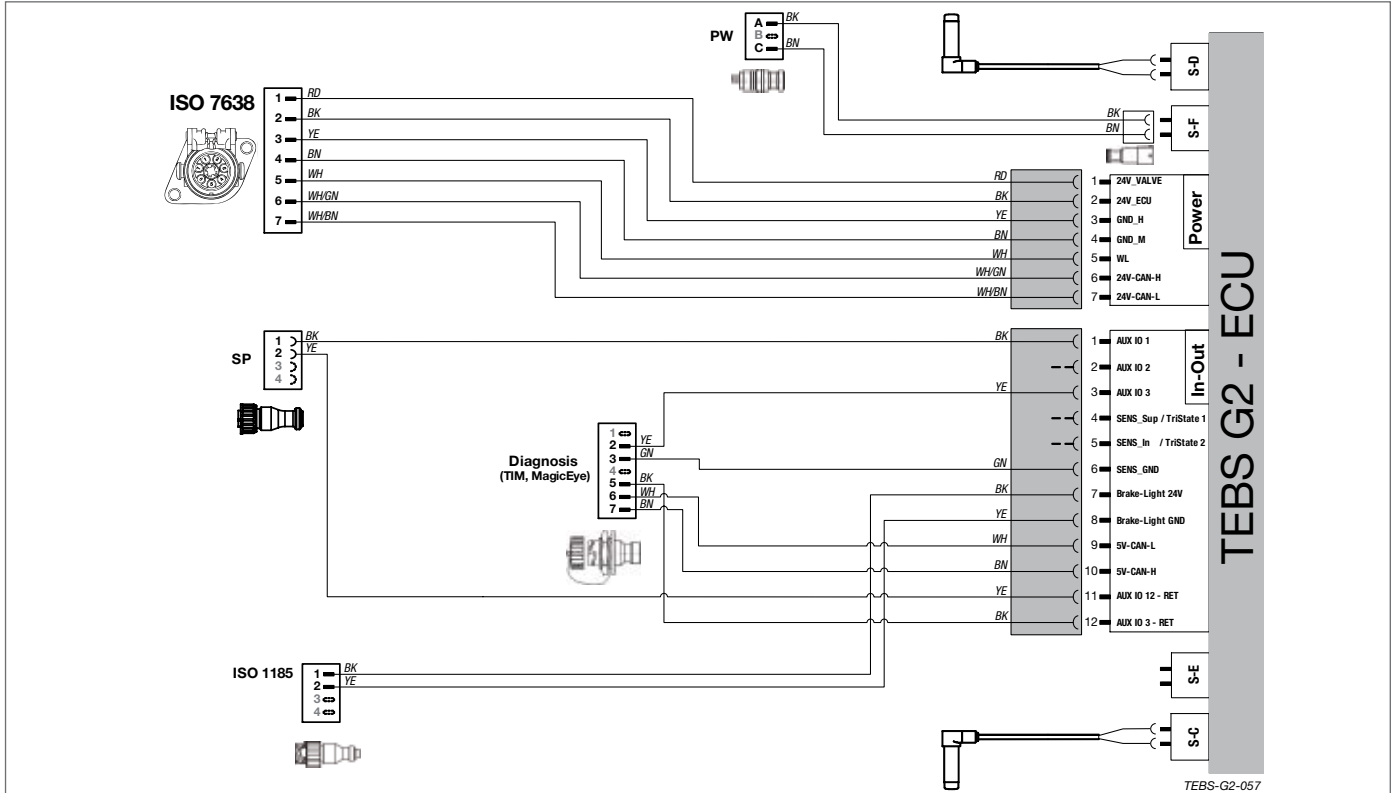 PW
A BK
B
C BN
S-D
ISO 7638
1 RD
2 BK
3 YE
4 BN
5 WH
6 WH/GN
7 WH/BN
BK
BN
S-F
RD 1 24V_VALVE
BK 2 24V_ECU
YE 3 GND_H
BN 4 GND_M
WH 5 WL
WH/GN 6 24V-CAN-H
WH/BN 7 24V-CAN-L
Power
TEBS G2 - ECU
SP
1 BK
2 YE
3
4
BK 1 AUX IO 1
2 AUX IO 2
YE 3 AUX IO 3
4 SENS_Sup / TriState 1
5 SENS_In / TriState 2
GN 6 SENS_GND
BK 7 Brake-Light 24V
YE 8 Brake-Light GND
WH 9 5V-CAN-L
BN 10 5V-CAN-H
YE 11 AUX IO 12 - RET
BK 12 AUX IO 3 - RET
In-Out
Diagnosis
(TIM, MagicEye)
1
2 YE
3 GN
4
5 BK
6 WH
7 BN
ISO 1185
1 BK
2 YE
3
4
S-E
S-C
TEBS-G2-057